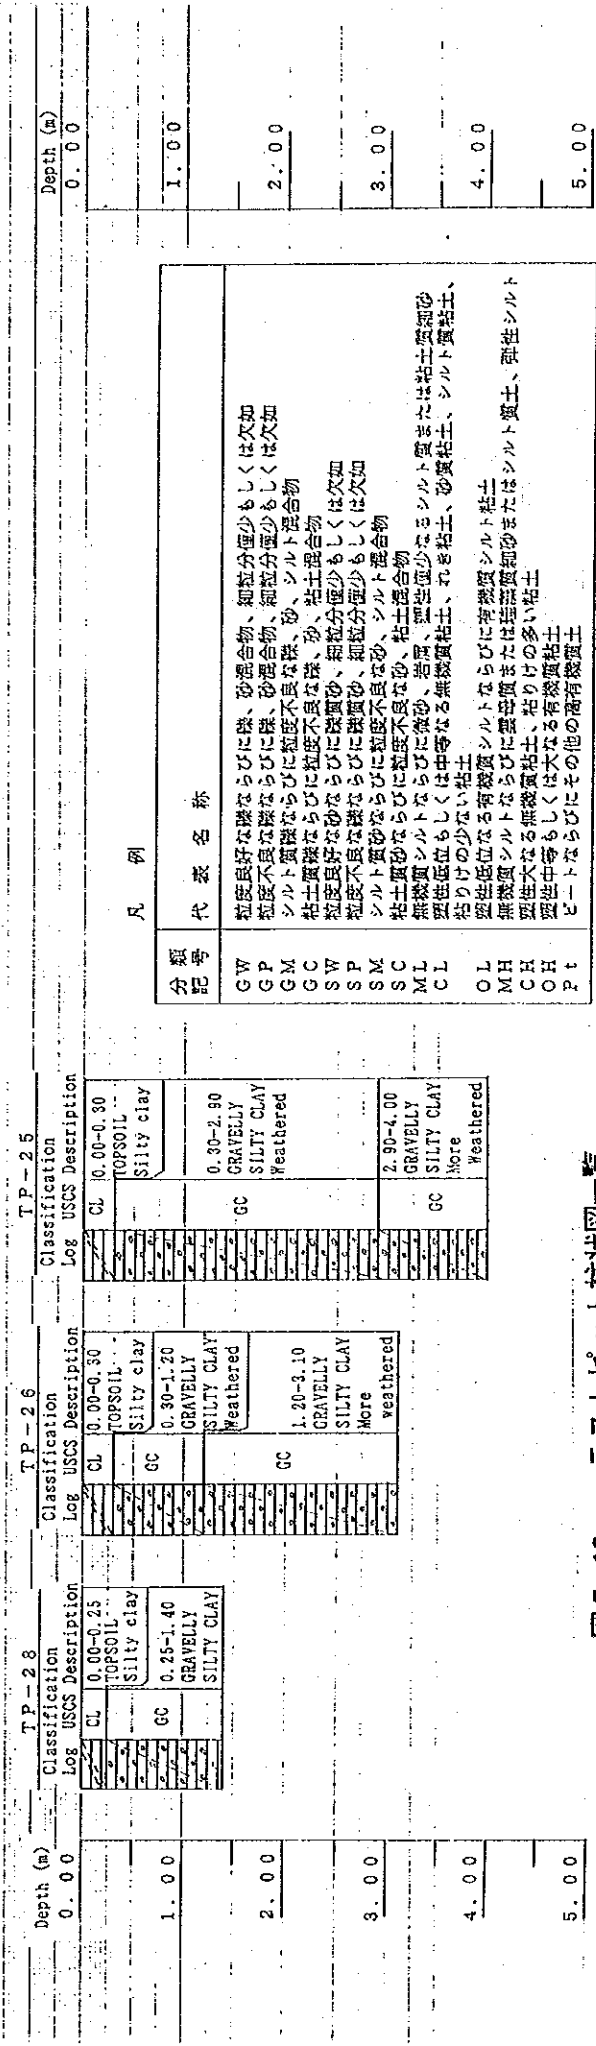 TP-28
Classification
Log USCS Description
CL
0.00-0.25
TOPSOIL
Silty clay
GC
0.25-1.40
GRAVELLY
SILTY CLAY
TP-26
Classification
Log USCS Description
CL
0.00-0.30
TOPSOIL
Silty clay
GC
0.30-1.20
GRAVELLY
SILTY CLAY
Weathered
GC
1.20-3.10
GRAVELLY
SILTY CLAY
More
weathered
TP-25
Classification
Log USCS Description
CL
0.00-0.30
TOPSOIL
Silty clay
GC
0.30-2.90
GRAVELLY
SILTY CLAY
Weathered
GC
2.90-4.00
GRAVELLY
SILTY CLAY
More
Weathered
Depth (m)
0.00
1.00
2.00
3.00
4.00
5.00
凡 例
分類記号 代表名称
GW 粒度良好な礫ならびに礫、砂混合物、細粒分僅少もしくは欠如
GP 粒度不良な礫ならびに礫、砂混合物、細粒分僅少もしくは欠如
GM シルト質礫ならびに粒度不良な礫、砂、シルト混合物
GC 粘土質礫ならびに粒度不良な礫、砂、粘土混合物
SW 粒度良好な砂ならびに礫質砂、細粒分僅少もしくは欠如
SP 粒度不良な礫ならびに礫質砂、細粒分僅少もしくは欠如
SM シルト質砂ならびに粒度不良な砂、シルト混合物
SC 粘土質砂ならびに粒度不良な砂、粘土混合物
ML 無機質シルトならびに微砂、岩屑、塑性僅少なるシルト質または粘土質細砂
CL 塑性低位もしくは中等なる無機質粘土、れき粘土、砂質粘土、シルト質粘土、
粘りけの少ない粘土
OL 塑性低位なる有機質シルトならびに有機質シルト粘土
MH 無機質シルトならびに雲母質または珪藻質細砂またはシルト質土、弾性シルト
CH 塑性大なる無機質粘土、粘りけの多い粘土
OH 塑性中等もしくは大なる有機質粘土
Pt ピートならびにその他の高有機質土
Depth (m)
0.00
1.00
2.00
3.00
4.00
5.00